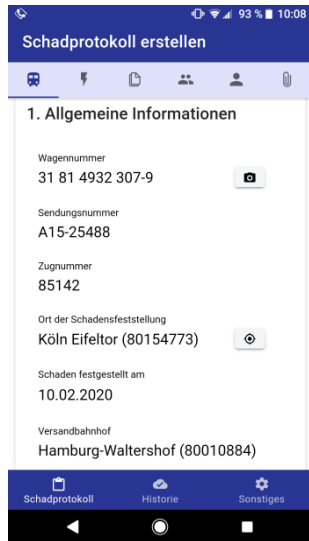 93 % 10:08
Schadprotokoll erstellen
1. Allgemeine Informationen
Wagennummer
31 81 4932 307-9
Sendungsnummer
A15-25488
Zugnummer
85142
Ort der Schadensfeststellung
Köln Eifeltor (80154773)
Schaden festgestellt am
10.02.2020
Versandbahnhof
Hamburg-Waltershof (80010884)
Schadprotokoll Historie Sonstiges